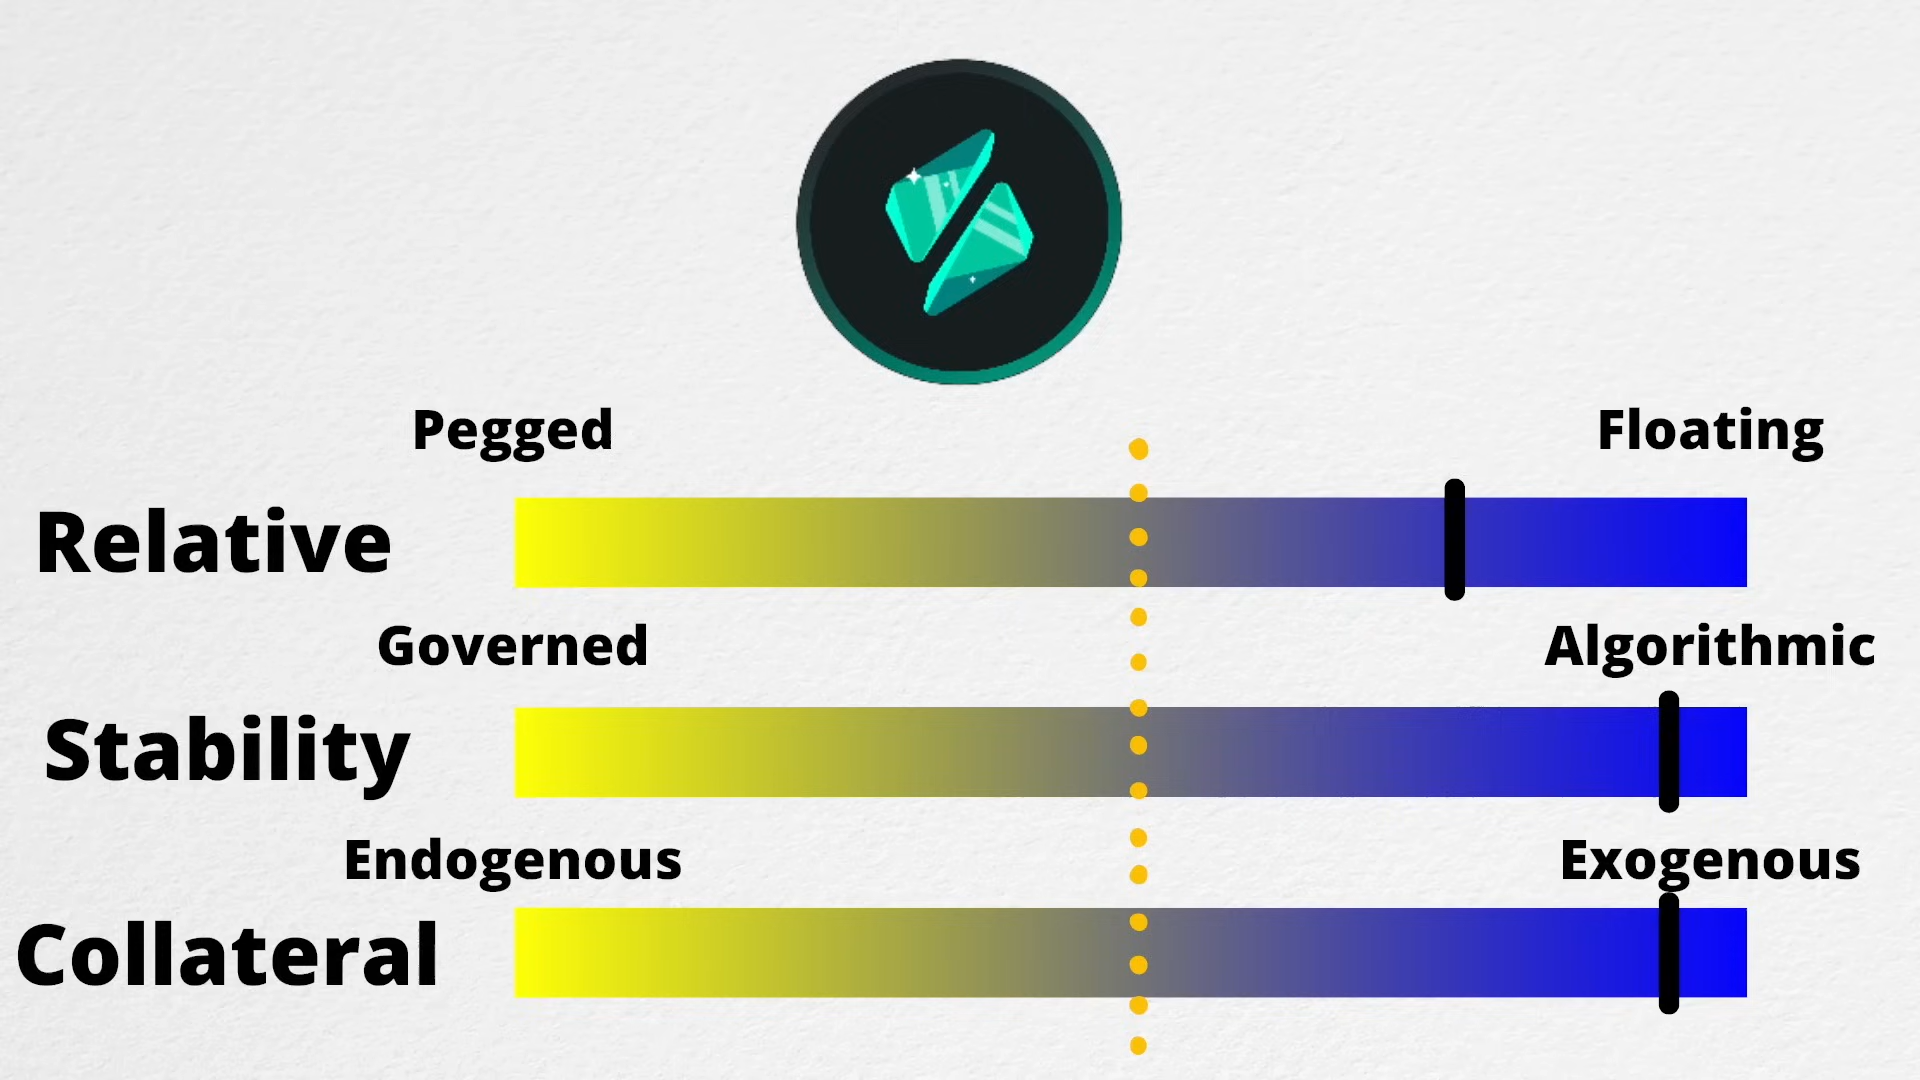 Pegged Floating
Relative
Governed Algorithmic
Stability
Endogenous Exogenous
Collateral